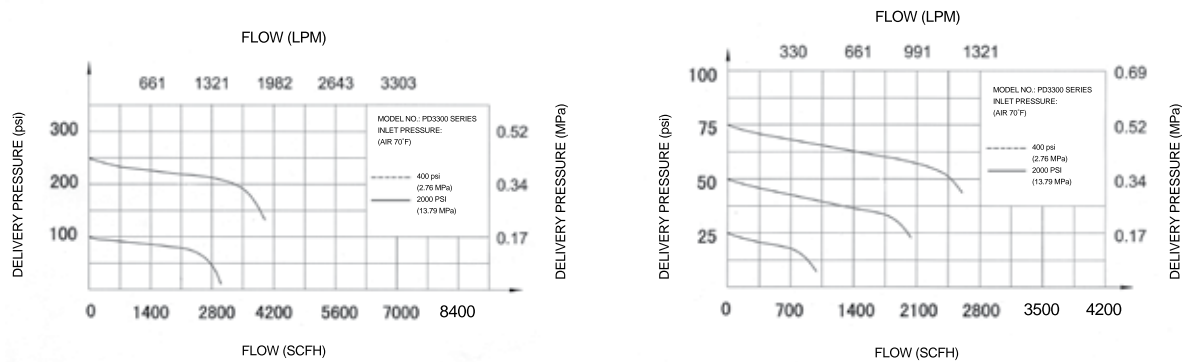 FLOW (LPM)
661 1321 1982 2643 3303
DELIVERY PRESSURE (psi)
300
200
100
MODEL NO.: PD3300 SERIES
INLET PRESSURE:
(AIR 70°F)
400 psi
(2.76 MPa)
2000 PSI
(13.79 MPa)
0.52
0.34
0.17
DELIVERY PRESSURE (MPa)
0 1400 2800 4200 5600 7000 8400
FLOW (SCFH)
FLOW (LPM)
330 661 991 1321
DELIVERY PRESSURE (psi)
100
75
50
25
MODEL NO.: PD3300 SERIES
INLET PRESSURE:
(AIR 70°F)
400 psi
(2.76 MPa)
2000 PSI
(13.79 MPa)
0.69
0.52
0.34
0.17
DELIVERY PRESSURE (MPa)
0 700 1400 2100 2800 3500 4200
FLOW (SCFH)